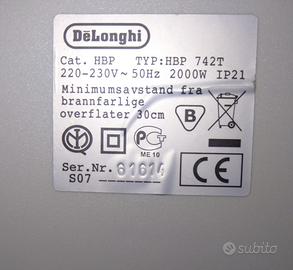 DeLonghi
Cat. HBP TYP:HBP 742T
220-230V~ 50Hz 2000W IP21
Minimumsavstand fra
brannfarlige
overflater 30cm
B
ME 10
CE
Ser.Nr. 61614
S07
subito